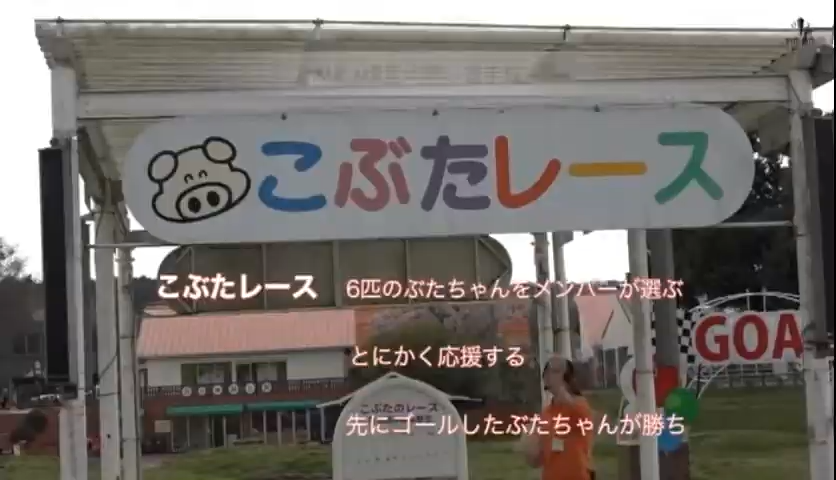 こぶたレース
こぶたレース 6匹のぶたちゃんをメンバーが選ぶ
とにかく応援する
先にゴールしたぶたちゃんが勝ち
GOA
こぶたのレース